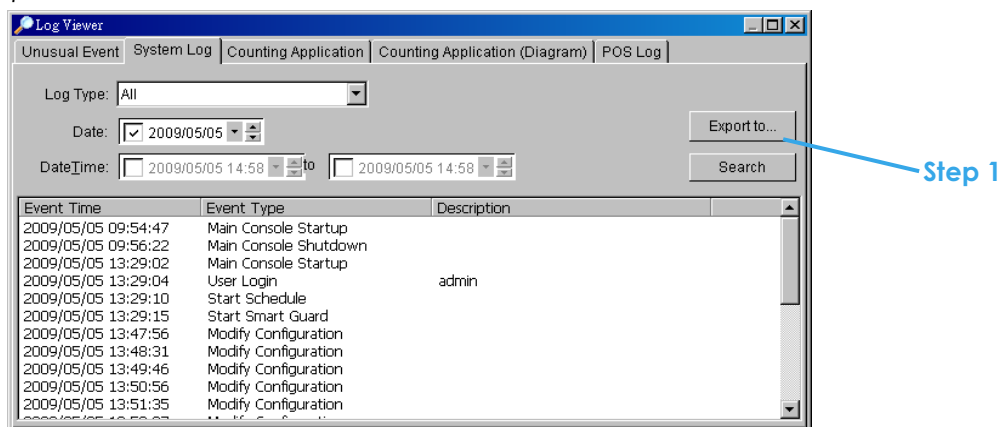 Log Viewer
Unusual Event System Log Counting Application Counting Application (Diagram) POS Log
Log Type: All
Date: 2009/05/05
Export to...
DateTime: 2009/05/05 14:58 to 2009/05/05 14:58
Search
Step 1
Event Time Event Type Description
2009/05/05 09:54:47 Main Console Startup
2009/05/05 09:56:22 Main Console Shutdown
2009/05/05 13:29:02 Main Console Startup
2009/05/05 13:29:04 User Login admin
2009/05/05 13:29:10 Start Schedule
2009/05/05 13:29:15 Start Smart Guard
2009/05/05 13:47:56 Modify Configuration
2009/05/05 13:48:31 Modify Configuration
2009/05/05 13:49:46 Modify Configuration
2009/05/05 13:50:56 Modify Configuration
2009/05/05 13:51:35 Modify Configuration